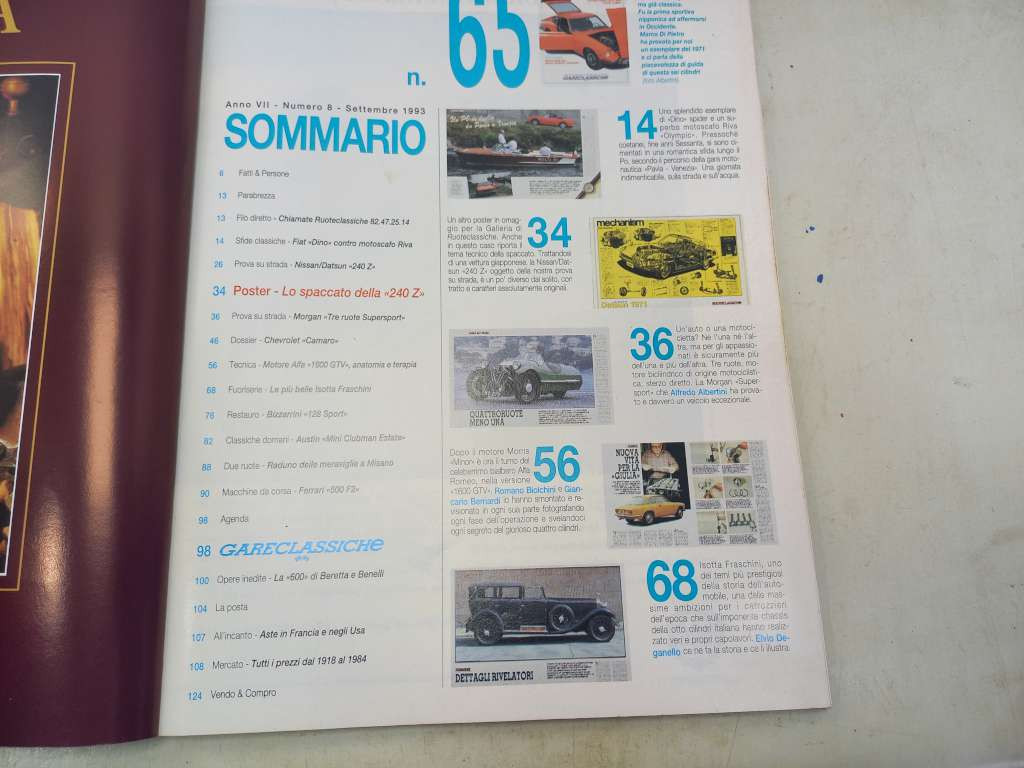 A
n.
65
GARECLASSICHE
ma già classica.
Fu la prima sportiva
nipponica ad affermarsi
in Occidente.
Marco Di Pietro
ha provato per noi
un esemplare del 1971
e ci parla della
piacevolezza di guida
di questa sei cilindri
(foto Albertini).
Anno VII - Numero 8 - Settembre 1993
SOMMARIO
6 Fatti & Persone
13 Parabrezza
13 Filo diretto - Chiamate Ruoteclassiche 82.47.25.14
14 Sfide classiche - Fiat «Dino» contro motoscafo Riva
26 Prova su strada - Nissan/Datsun «240 Z»
34 Poster - Lo spaccato della «240 Z»
36 Prova su strada - Morgan «Tre ruote Supersport»
46 Dossier - Chevrolet «Camaro»
56 Tecnica - Motore Alfa «1600 GTV», anatomia e terapia
68 Fuoriserie - Le più belle Isotta Fraschini
76 Restauro - Bizzarrini «128 Sport»
82 Classiche domani - Austin «Mini Clubman Estate»
88 Due ruote - Raduno delle meraviglie a Misano
90 Macchine da corsa - Ferrari «500 F2»
98 Agenda
98 GARECLASSICHE
100 Opere inedite - La «500» di Beretta e Benelli
104 La posta
107 All'incanto - Aste in Francia e negli Usa
108 Mercato - Tutti i prezzi dal 1918 al 1984
124 Vendo & Compro
14
Uno splendido esemplare
di «Dino» spider e un su-
perbo motoscafo Riva
«Olympic». Pressoché
coetanei, fine anni Sessanta, si sono ci-
mentati in una romantica sfida lungo il
Po, secondo il percorso della gara moto-
nautica «Pavia - Venezia». Una giornata
indimenticabile, sulla strada e sull'acqua.
Un altro poster in omag-
gio per la Galleria di
Ruoteclassiche. Anche
in questo caso riporta il
tema tecnico dello spaccato. Trattandosi
di una vettura giapponese, la Nissan/Dat-
sun «240 Z» oggetto della nostra prova
su strada, è un po' diverso dal solito, con
tratto e caratteri assolutamente originali.
34
mechanism
Datsun 1971
36
Un'auto o una motoci-
cletta? Né l'una né l'al-
tra, ma per gli appassio-
nati è sicuramente più
dell'una e più dell'altra. Tre ruote, mo-
tore bicilindrico di origine motociclisti-
ca, sterzo diretto. La Morgan «Super-
sport» che Alfredo Albertini ha prova-
to è davvero un veicolo eccezionale.
QUATTRORUOTE
MENO UNA
Dopo il motore Morris
«Minor» è ora il turno del
celeberrimo bialbero Alfa
Romeo, nella versione
«1600 GTV». Romano Biolchini e Gian-
carlo Bernardi lo hanno smontato e re-
visionato in ogni sua parte fotografando
ogni fase dell'operazione e svelandoci
ogni segreto del glorioso quattro cilindri.
56
NUOVA
VITA
PER LA
«GIULIA»
68
Isotta Fraschini, uno
dei temi più prestigiosi
della storia dell'auto-
mobile, una delle mas-
sime ambizioni per i carrozzieri
dell'epoca che sull'imponente chassis
della otto cilindri italiana hanno realiz-
zato veri e propri capolavori. Elvio De-
ganello ce ne fa la storia e ce li illustra.
DETTAGLI RIVELATORI